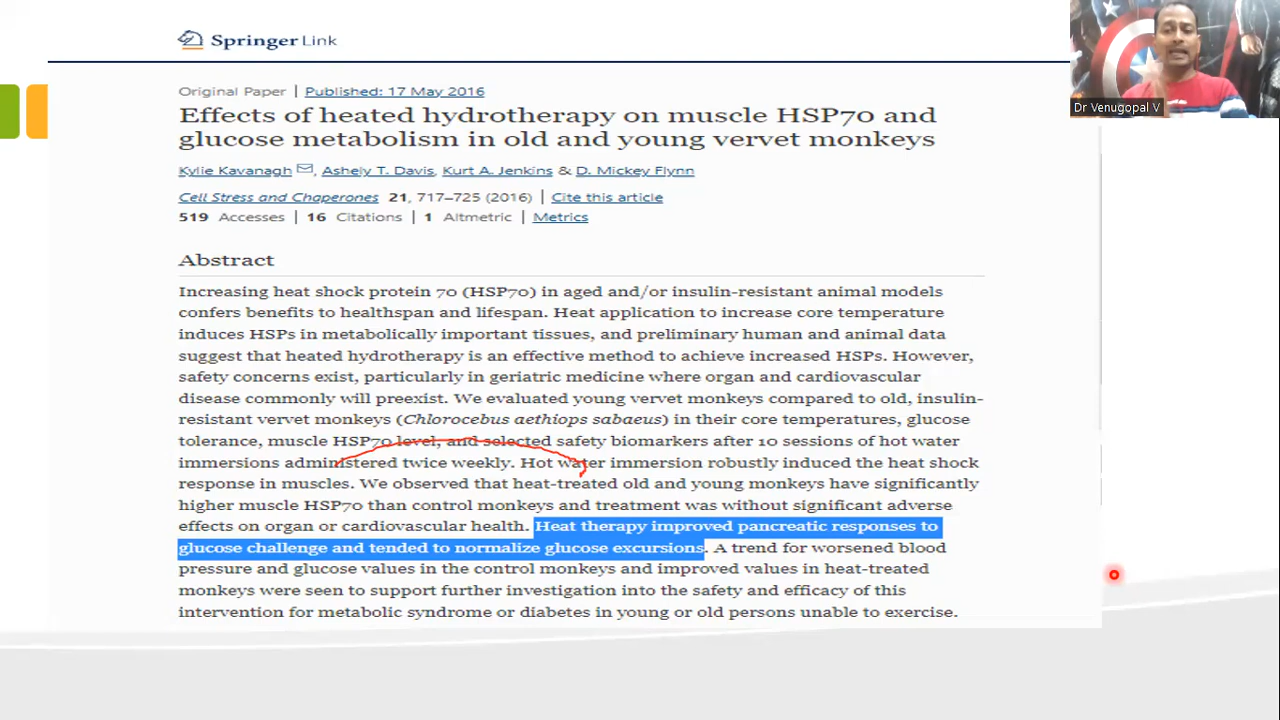 Springer Link
Original Paper | Published: 17 May 2016
Effects of heated hydrotherapy on muscle HSP70 and
glucose metabolism in old and young vervet monkeys
Kylie Kavanagh, Ashely T. Davis, Kurt A. Jenkins & D. Mickey Flynn
Cell Stress and Chaperones 21, 717–725 (2016) | Cite this article
519 Accesses | 16 Citations | 1 Altmetric | Metrics
Abstract
Increasing heat shock protein 70 (HSP70) in aged and/or insulin-resistant animal models
confers benefits to healthspan and lifespan. Heat application to increase core temperature
induces HSPs in metabolically important tissues, and preliminary human and animal data
suggest that heated hydrotherapy is an effective method to achieve increased HSPs. However,
safety concerns exist, particularly in geriatric medicine where organ and cardiovascular
disease commonly will preexist. We evaluated young vervet monkeys compared to old, insulin-
resistant vervet monkeys (Chlorocebus aethiops sabaeus) in their core temperatures, glucose
tolerance, muscle HSP70 level, and selected safety biomarkers after 10 sessions of hot water
immersions administered twice weekly. Hot water immersion robustly induced the heat shock
response in muscles. We observed that heat-treated old and young monkeys have significantly
higher muscle HSP70 than control monkeys and treatment was without significant adverse
effects on organ or cardiovascular health. Heat therapy improved pancreatic responses to
glucose challenge and tended to normalize glucose excursions. A trend for worsened blood
pressure and glucose values in the control monkeys and improved values in heat-treated
monkeys were seen to support further investigation into the safety and efficacy of this
intervention for metabolic syndrome or diabetes in young or old persons unable to exercise.
Dr Venugopal V